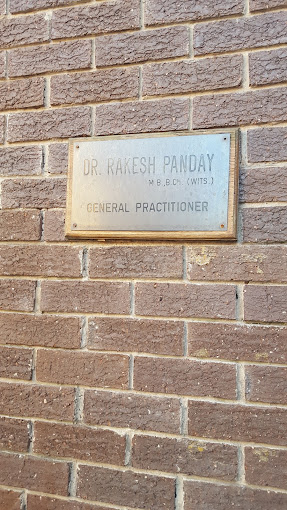 DR. RAKESH PANDAY
M.B.,B.Ch. (WITS.)
GENERAL PRACTITIONER